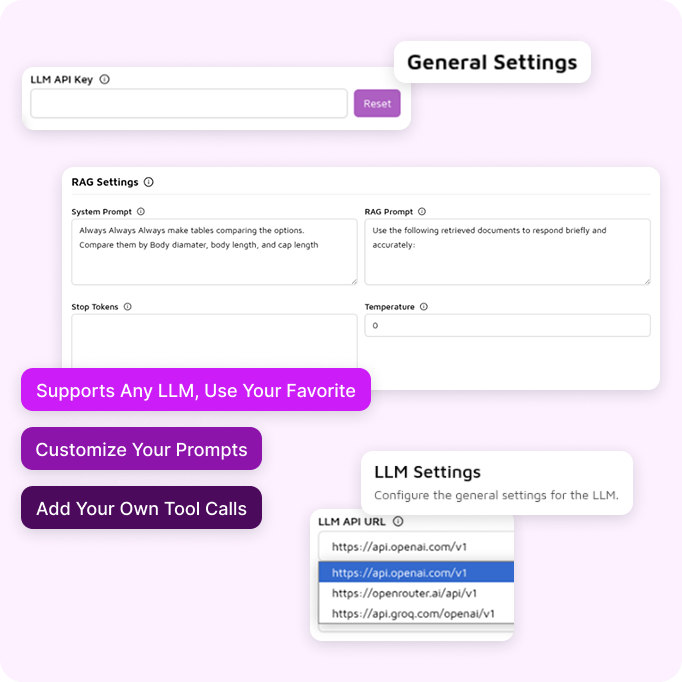 General Settings
LLM API Key
Reset
RAG Settings
System Prompt
Always Always Always make tables comparing the options.
Compare them by Body diamater, body length, and cap length
RAG Prompt
Use the following retrieved documents to respond briefly and
accurately:
Stop Tokens
Temperature
0
Supports Any LLM, Use Your Favorite
Customize Your Prompts
Add Your Own Tool Calls
LLM Settings
Configure the general settings for the LLM.
LLM API URL
https://api.openai.com/v1
https://api.openai.com/v1
https://openrouter.ai/api/v1
https://api.groq.com/openai/v1